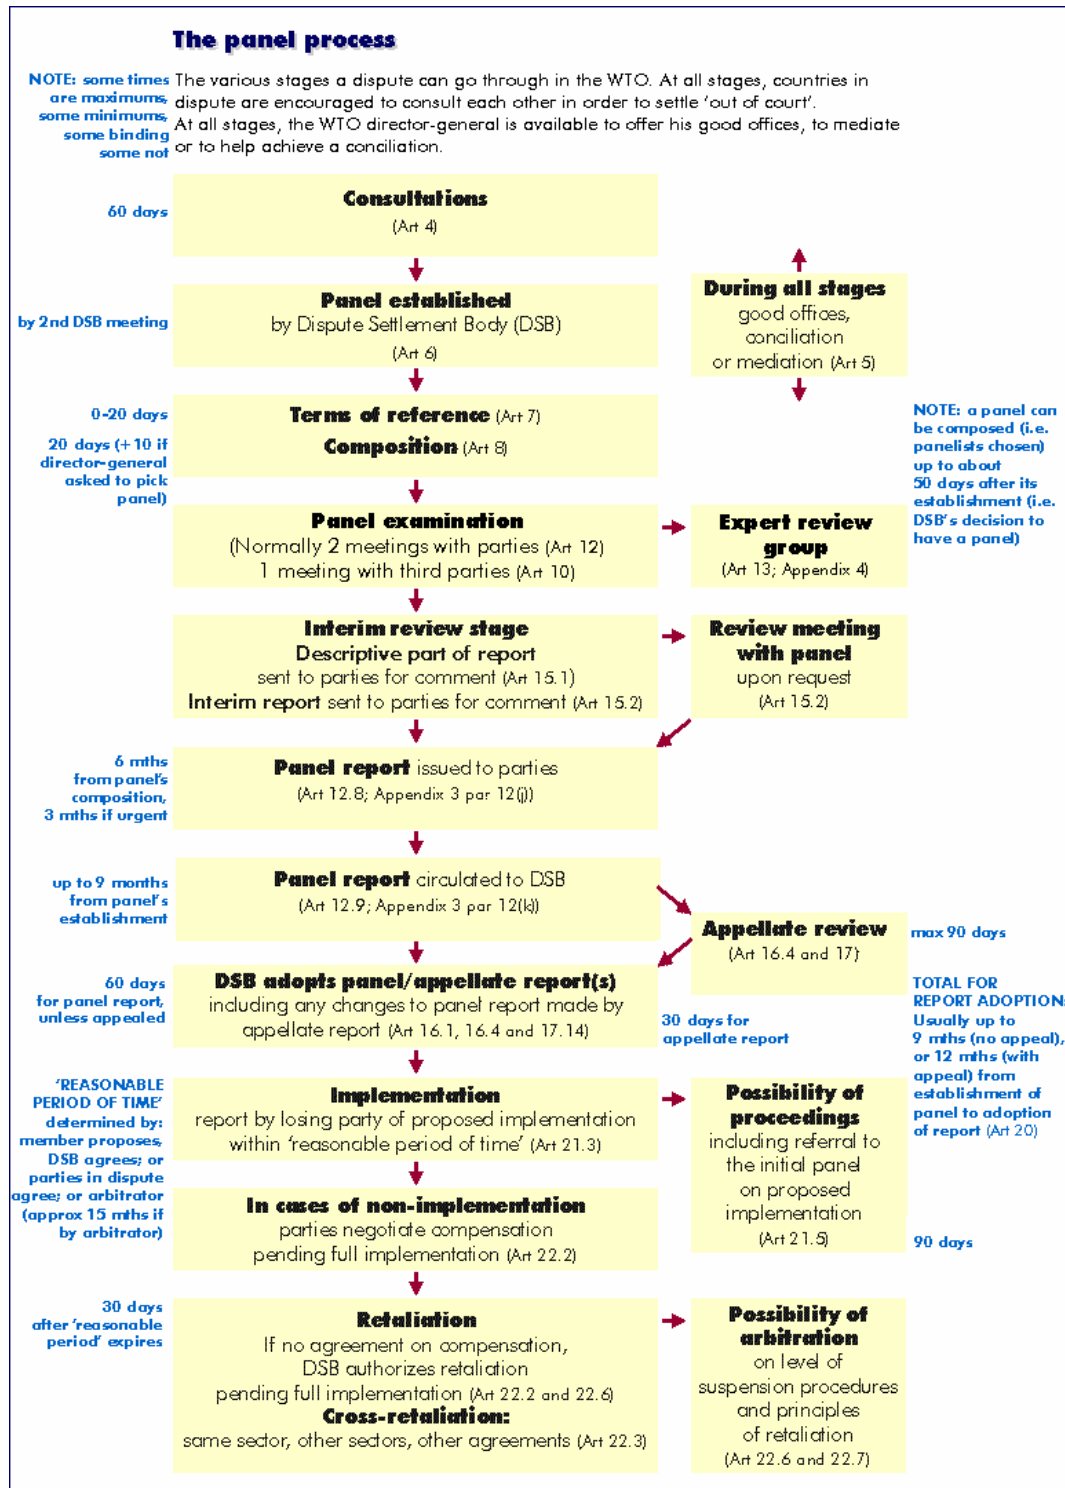 The panel process
NOTE: some times
are maximums,
some minimums,
some binding
some not
The various stages a dispute can go through in the WTO. At all stages, countries in
dispute are encouraged to consult each other in order to settle ‘out of court’.
At all stages, the WTO director-general is available to offer his good offices, to mediate
or to help achieve a conciliation.
60 days
Consultations
(Art 4)
by 2nd DSB meeting
Panel established
by Dispute Settlement Body (DSB)
(Art 6)
During all stages
good offices,
conciliation
or mediation (Art 5)
0-20 days
20 days (+10 if
director-general
asked to pick
panel)
Terms of reference (Art 7)
Composition (Art 8)
NOTE: a panel can
be composed (i.e.
panelists chosen)
up to about
50 days after its
establishment (i.e.
DSB’s decision to
have a panel)
Panel examination
(Normally 2 meetings with parties (Art 12)
1 meeting with third parties (Art 10)
Expert review
group
(Art 13; Appendix 4)
Interim review stage
Descriptive part of report
sent to parties for comment (Art 15.1)
Interim report sent to parties for comment (Art 15.2)
Review meeting
with panel
upon request
(Art 15.2)
6 mths
from panel’s
composition,
3 mths if urgent
Panel report issued to parties
(Art 12.8; Appendix 3 par 12(j))
up to 9 months
from panel’s
establishment
Panel report circulated to DSB
(Art 12.9; Appendix 3 par 12(k))
Appellate review
(Art 16.4 and 17)
max 90 days
60 days
for panel report,
unless appealed
DSB adopts panel/appellate report(s)
including any changes to panel report made by
appellate report (Art 16.1, 16.4 and 17.14)
30 days for
appellate report
TOTAL FOR
REPORT ADOPTION:
Usually up to
9 mths (no appeal),
or 12 mths (with
appeal) from
establishment of
panel to adoption
of report (Art 20)
‘REASONABLE
PERIOD OF TIME’
determined by:
member proposes,
DSB agrees; or
parties in dispute
agree; or arbitrator
(approx 15 mths if
by arbitrator)
Implementation
report by losing party of proposed implementation
within ‘reasonable period of time’ (Art 21.3)
Possibility of
proceedings
including referral to
the initial panel
on proposed
implementation
(Art 21.5)
90 days
In cases of non-implementation
parties negotiate compensation
pending full implementation (Art 22.2)
30 days
after ‘reasonable
period’ expires
Retaliation
If no agreement on compensation,
DSB authorizes retaliation
pending full implementation (Art 22.2 and 22.6)
Cross-retaliation:
same sector, other sectors, other agreements (Art 22.3)
Possibility of
arbitration
on level of
suspension procedures
and principles
of retaliation
(Art 22.6 and 22.7)